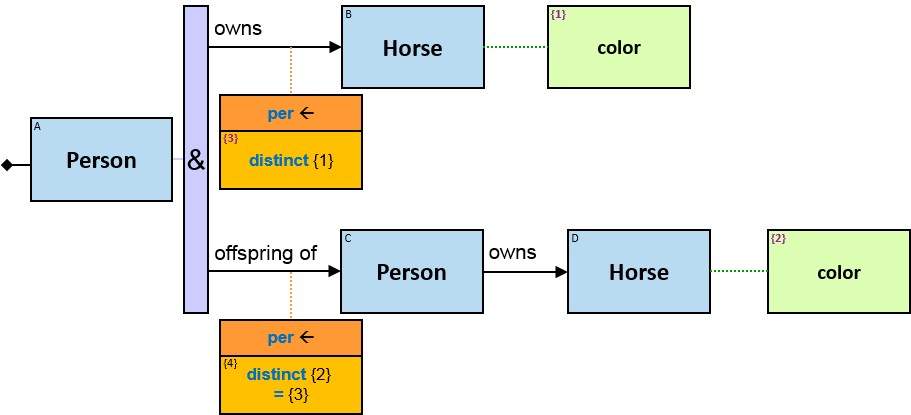 owns
B
Horse
{1}
color
per ←
{3}
distinct {1}
A
Person
&
offspring of
C
Person
owns
D
Horse
{2}
color
per ←
{4}
distinct {2}
= {3}